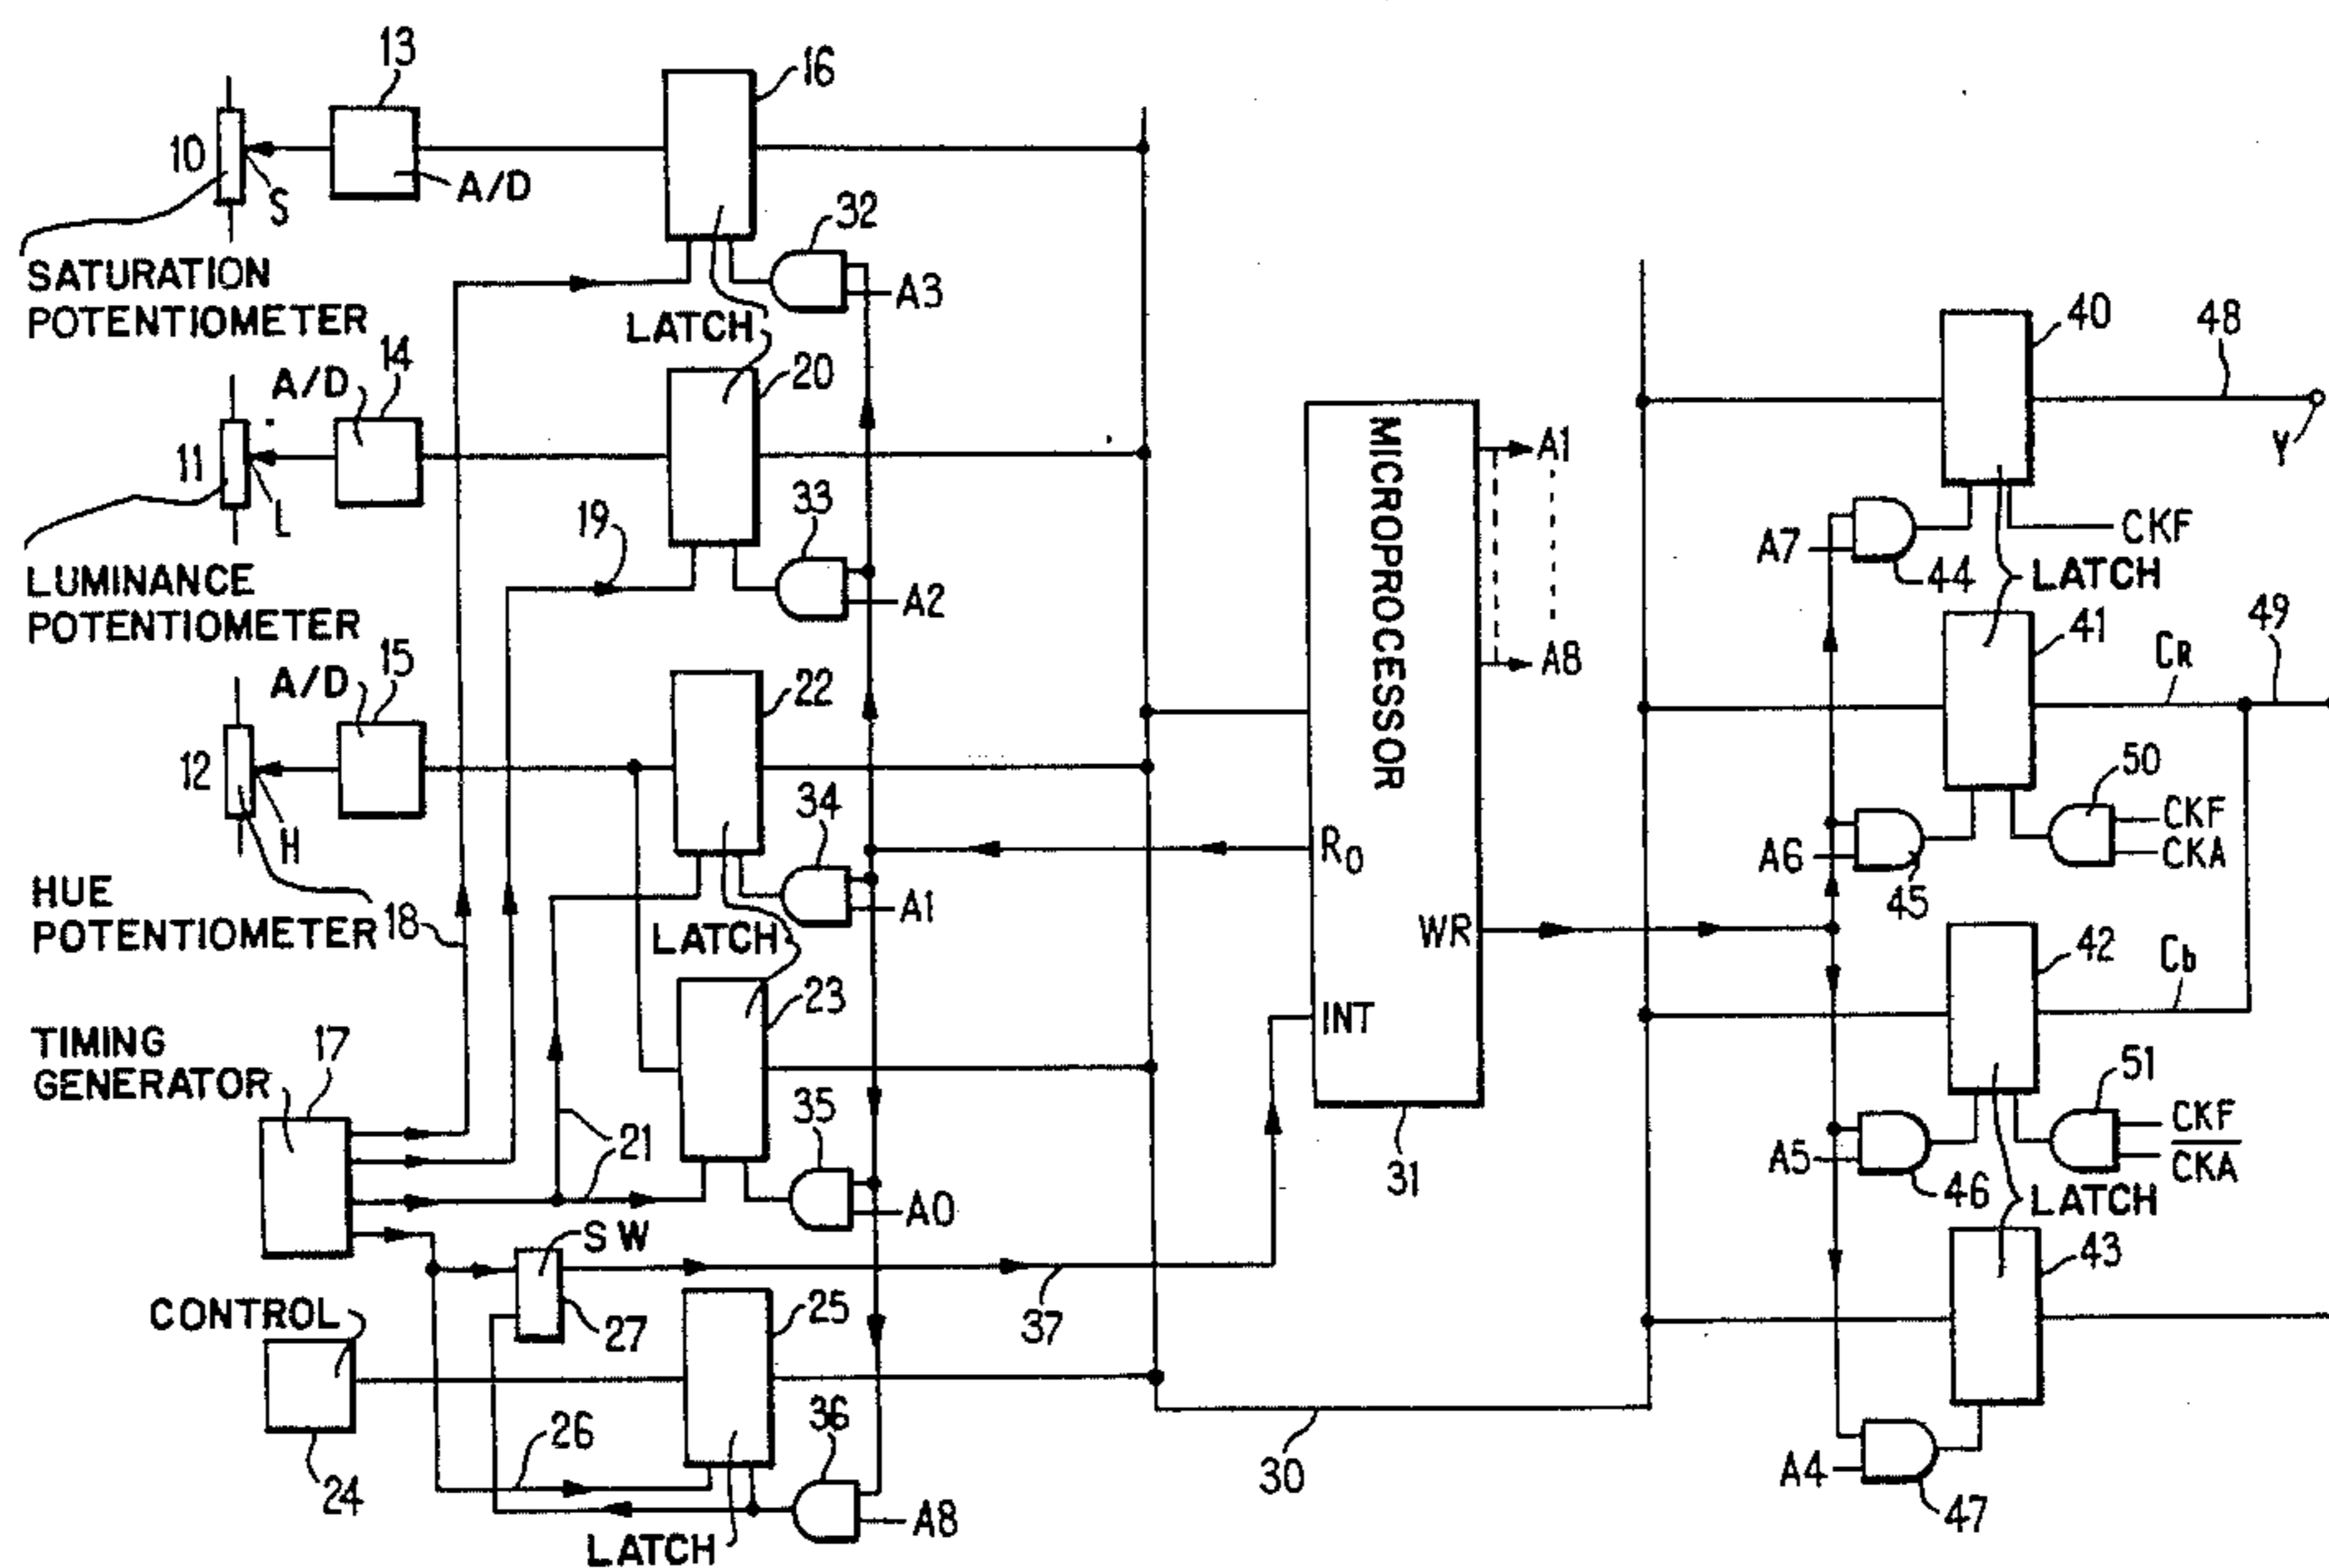 13
16
10
S
A/D
32
SATURATION
POTENTIOMETER
A3
LATCH
14
A/D
20
40
48
11
L
MICROPROCESSOR
A1
Y
19
33
CKF
A7
44
LATCH
LUMINANCE
POTENTIOMETER
A2
15
A/D
22
A8
41
CR
49
12
H
34
R0
50
CKF
CKA
A6
45
HUE
POTENTIOMETER
18
A1
LATCH
WR
42
Cb
23
INT
TIMING
GENERATOR
17
35
51
CKF
CKA
21
31
A5
46
A0
LATCH
SW
43
CONTROL
27
25
37
26
36
24
30
A4
47
A8
LATCH